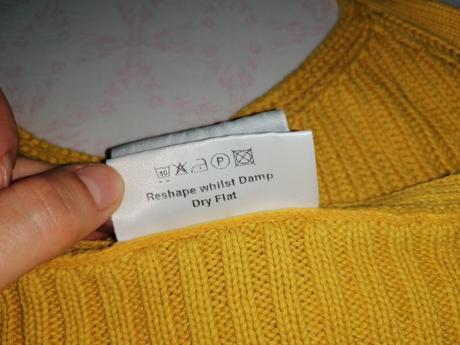 Reshape whilst Damp
Dry Flat